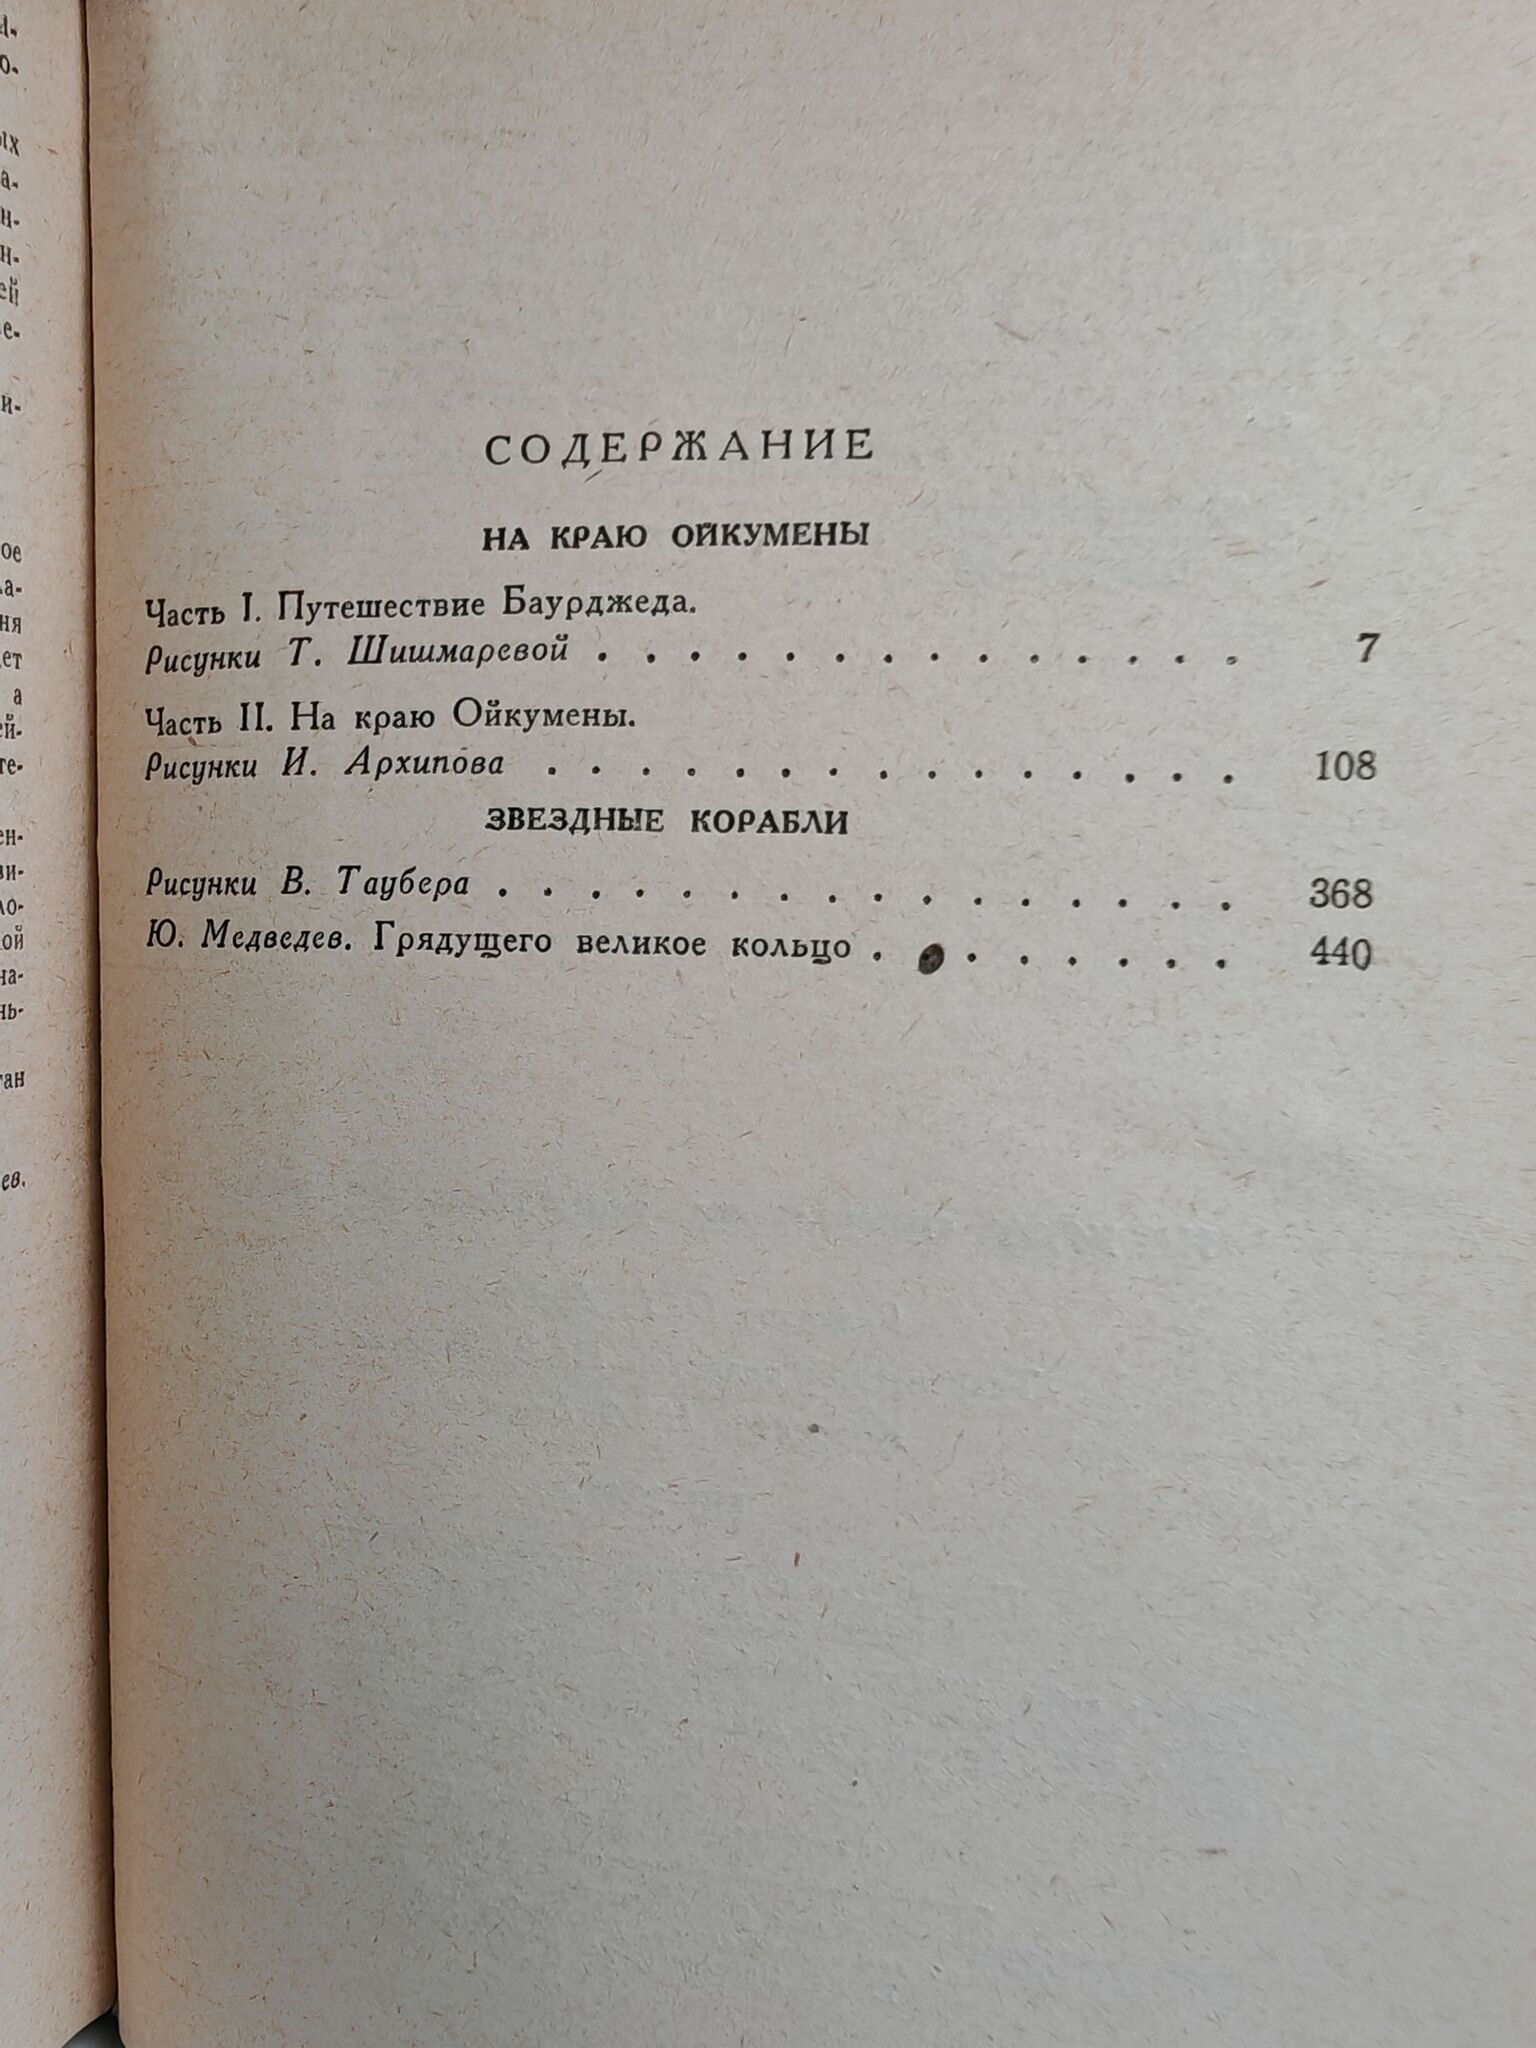 СОДЕРЖАНИЕ
НА КРАЮ ОЙКУМЕНЫ
Часть I. Путешествие Баурджеда.
Рисунки Т. Шишмаревой . . . . . . . . . . . . . . 7
Часть II. На краю Ойкумены.
Рисунки И. Архипова . . . . . . . . . . . . . . . 108
ЗВЕЗДНЫЕ КОРАБЛИ
Рисунки В. Таубера . . . . . . . . . . . . . . . . 368
Ю. Медведев. Грядущего великое кольцо . . . . . . . . 440